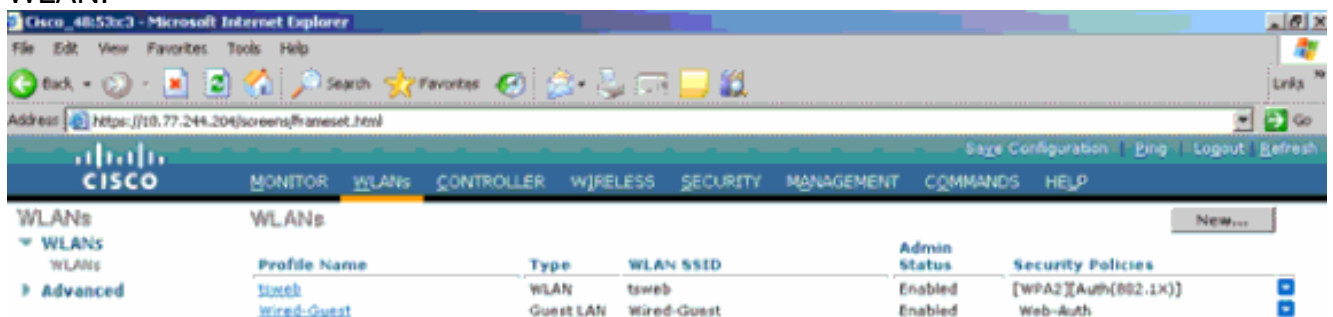 WLAN.
Cisco_48:53:c3 - Microsoft Internet Explorer
File Edit View Favorites Tools Help
Back Search Favorites Links »
Address https://10.77.244.204/screens/frameset.html Go
Save Configuration | Ping | Logout | Refresh
CISCO MONITOR WLANs CONTROLLER WIRELESS SECURITY MANAGEMENT COMMANDS HELP
WLANs WLANs New...
WLANs
WLANs
Advanced
Profile Name Type WLAN SSID Admin Status Security Policies
tsweb WLAN tsweb Enabled [WPA2][Auth(802.1X)]
Wired-Guest Guest LAN Wired-Guest Enabled Web-Auth